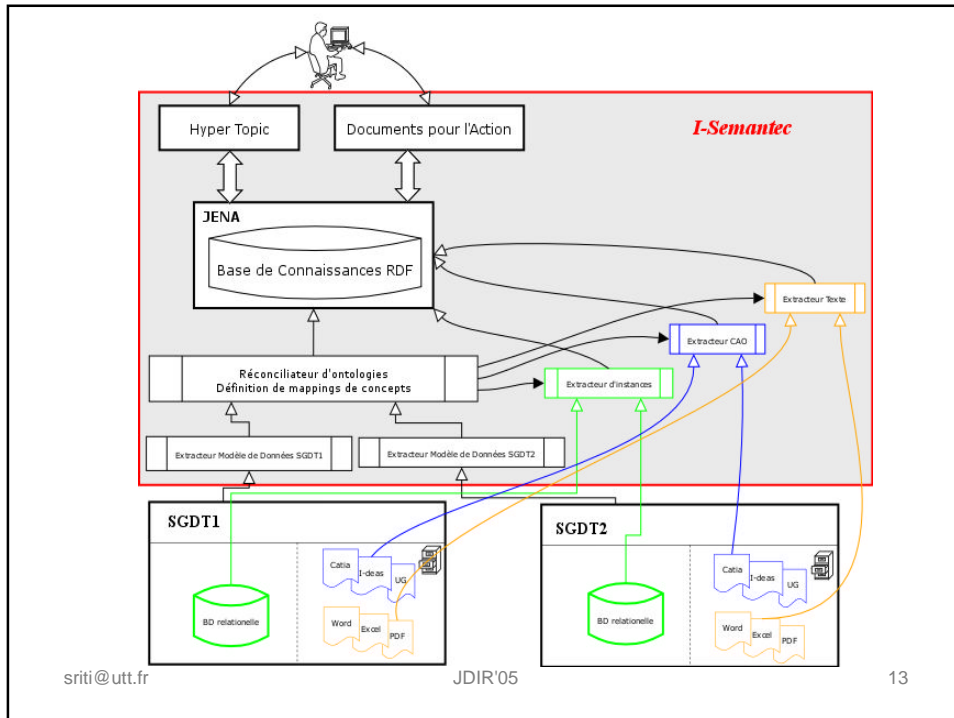 I-Semantec
Hyper Topic
Documents pour l'Action
JENA
Base de Connaissances RDF
Extracteur Texte
Extracteur CAO
Réconciliateur d'ontologies
Définition de mappings de concepts
Extracteur d'instances
Extracteur Modèle de Données SGDT1
Extracteur Modèle de Données SGDT2
SGDT1
Catia
I-deas
UG
BD relationelle
Word
Excel
PDF
SGDT2
Catia
I-deas
UG
BD relationelle
Word
Excel
PDF
sriti@utt.fr
JDIR'05
13